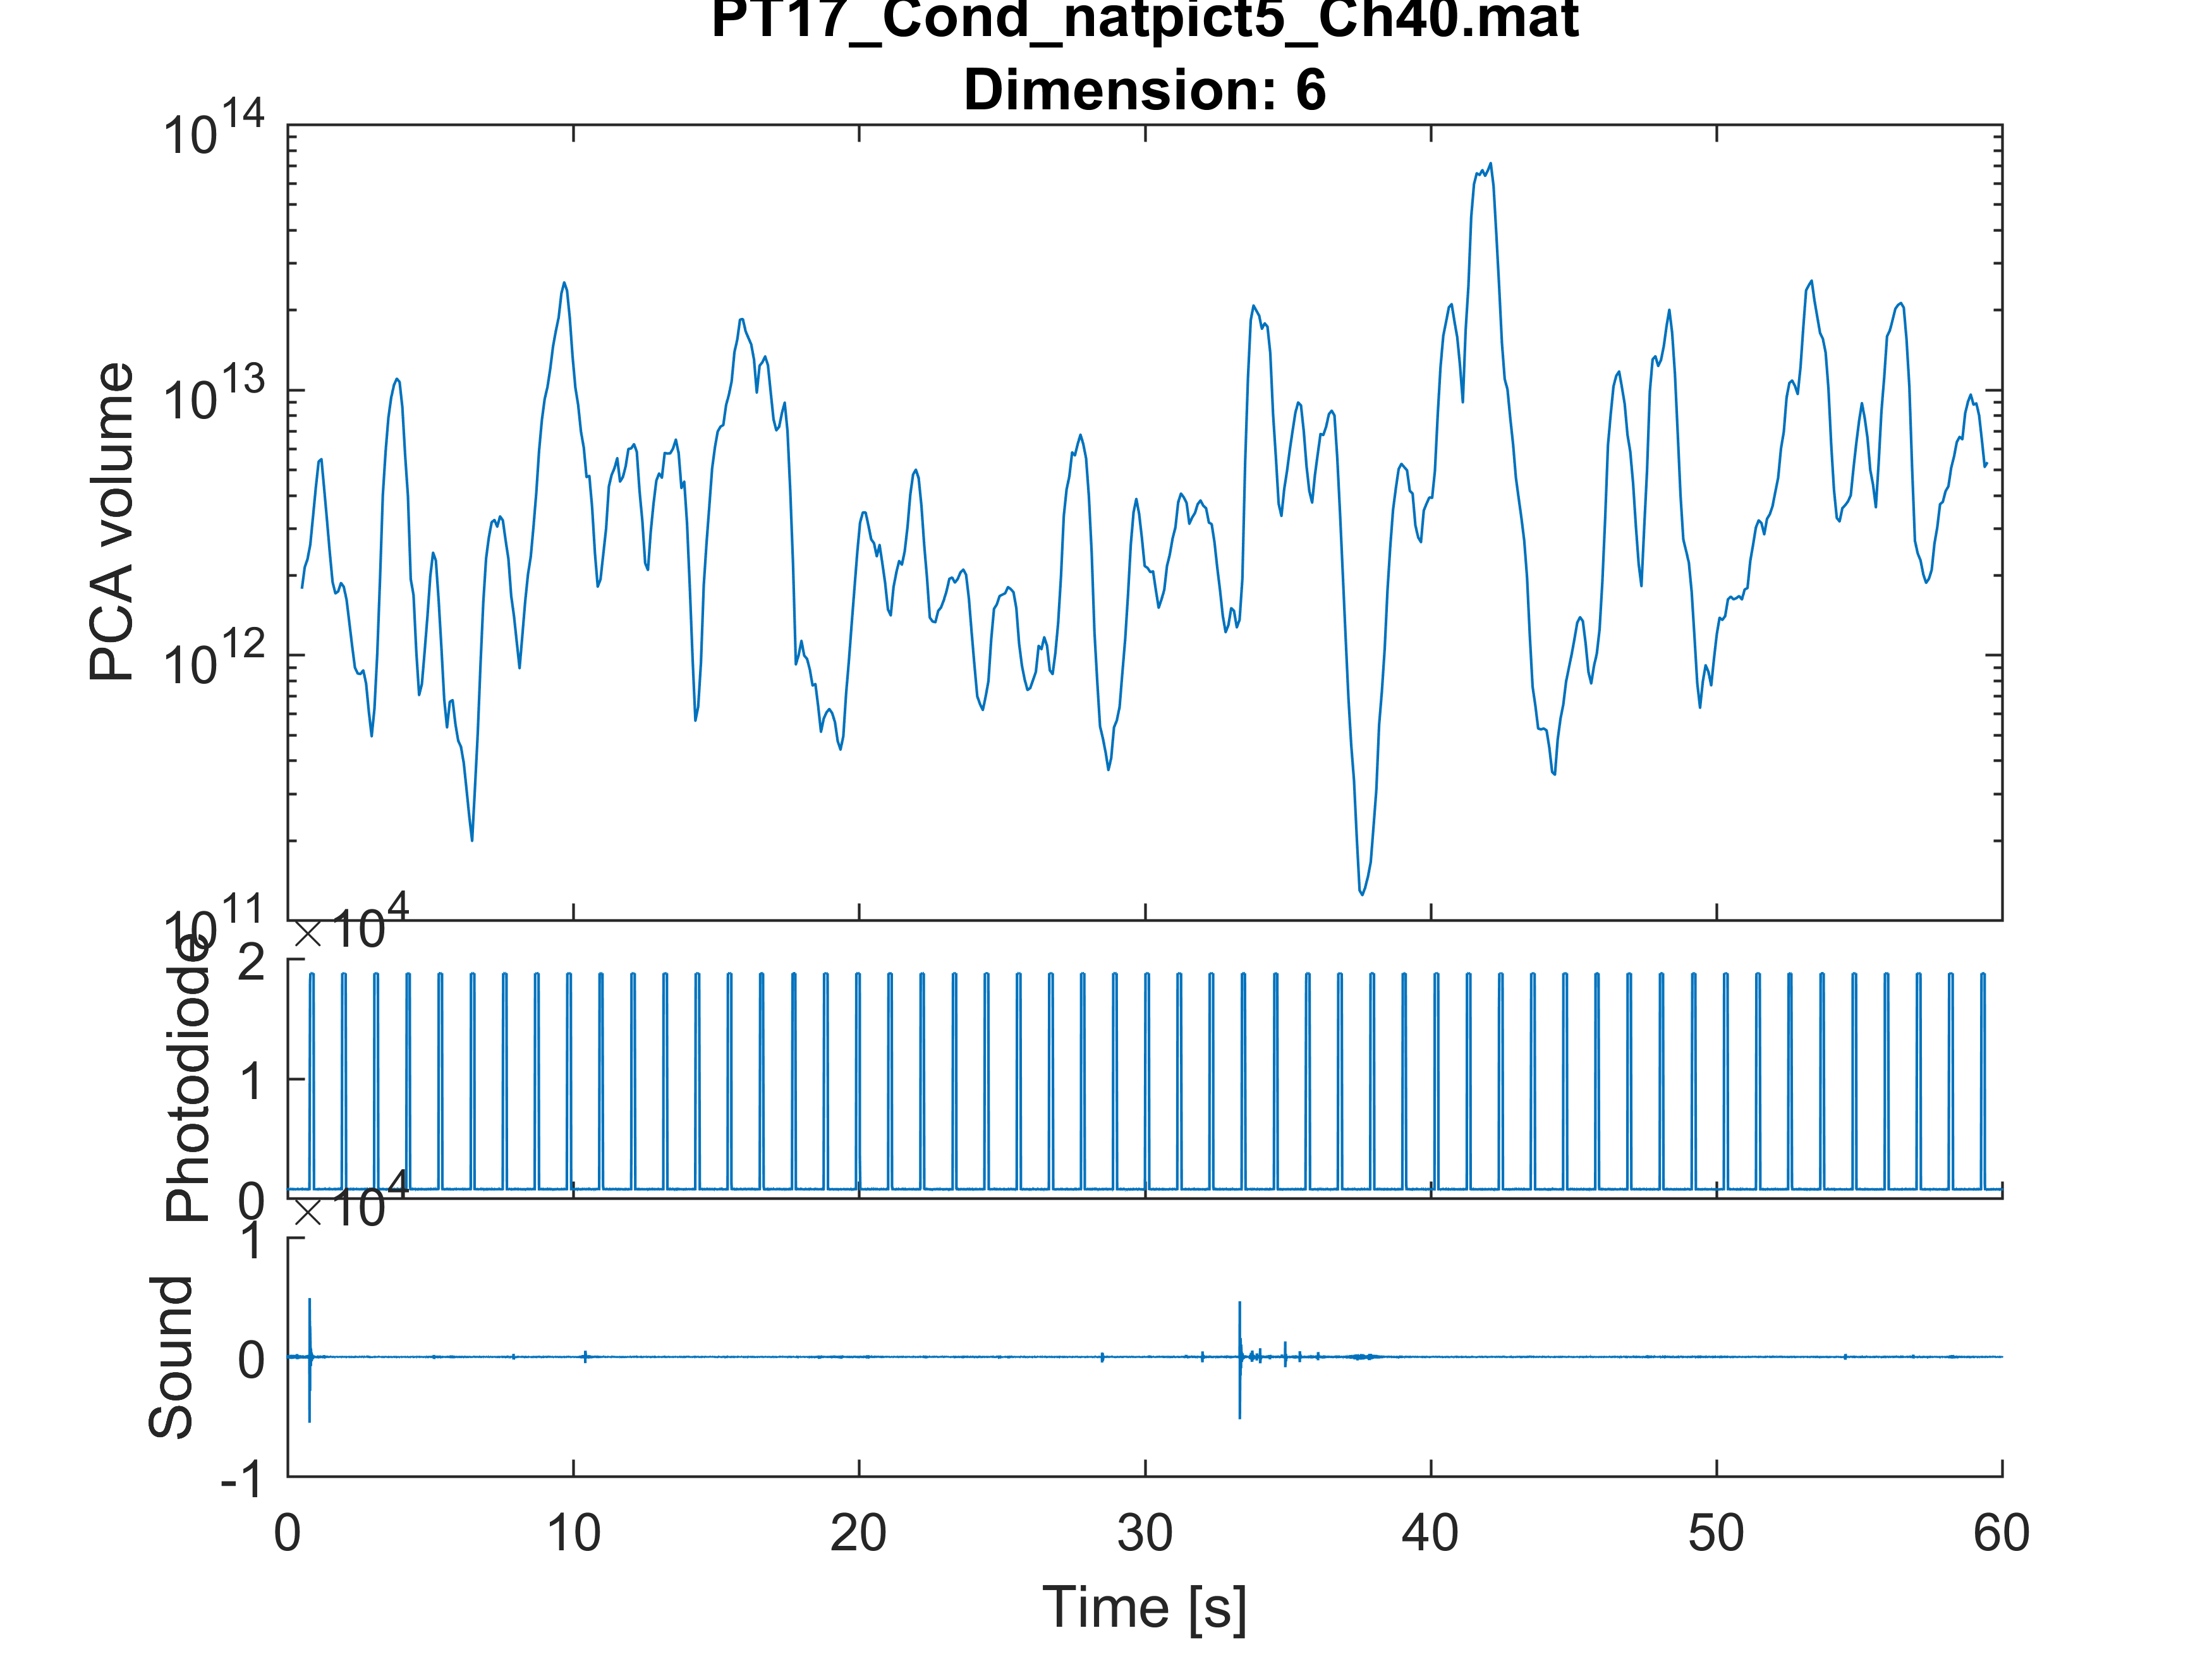 PT17_Cond_natpict5_Ch40.mat
Dimension: 6
PCA volume
10^14
10^13
10^12
10^11
Photodiode
×10^4
2
1
0
Sound
×10^4
1
0
-1
0 10 20 30 40 50 60
Time [s]